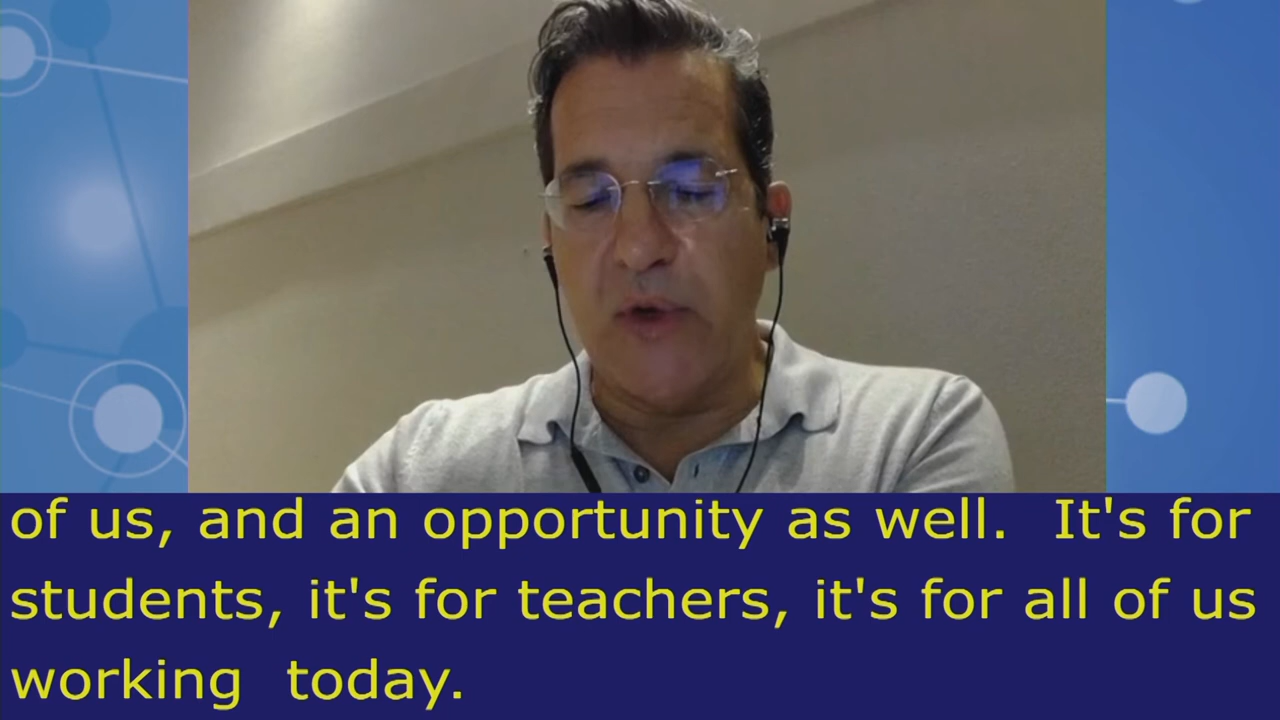 of us, and an opportunity as well.  It's for
students, it's for teachers, it's for all of us
working  today.